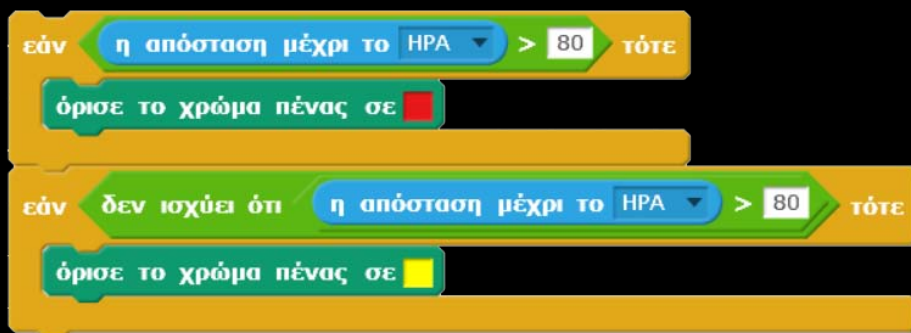 εάν η απόσταση μέχρι το ΗΡΑ > 80 τότε
όρισε το χρώμα πένας σε
εάν δεν ισχύει ότι η απόσταση μέχρι το ΗΡΑ > 80 τότε
όρισε το χρώμα πένας σε